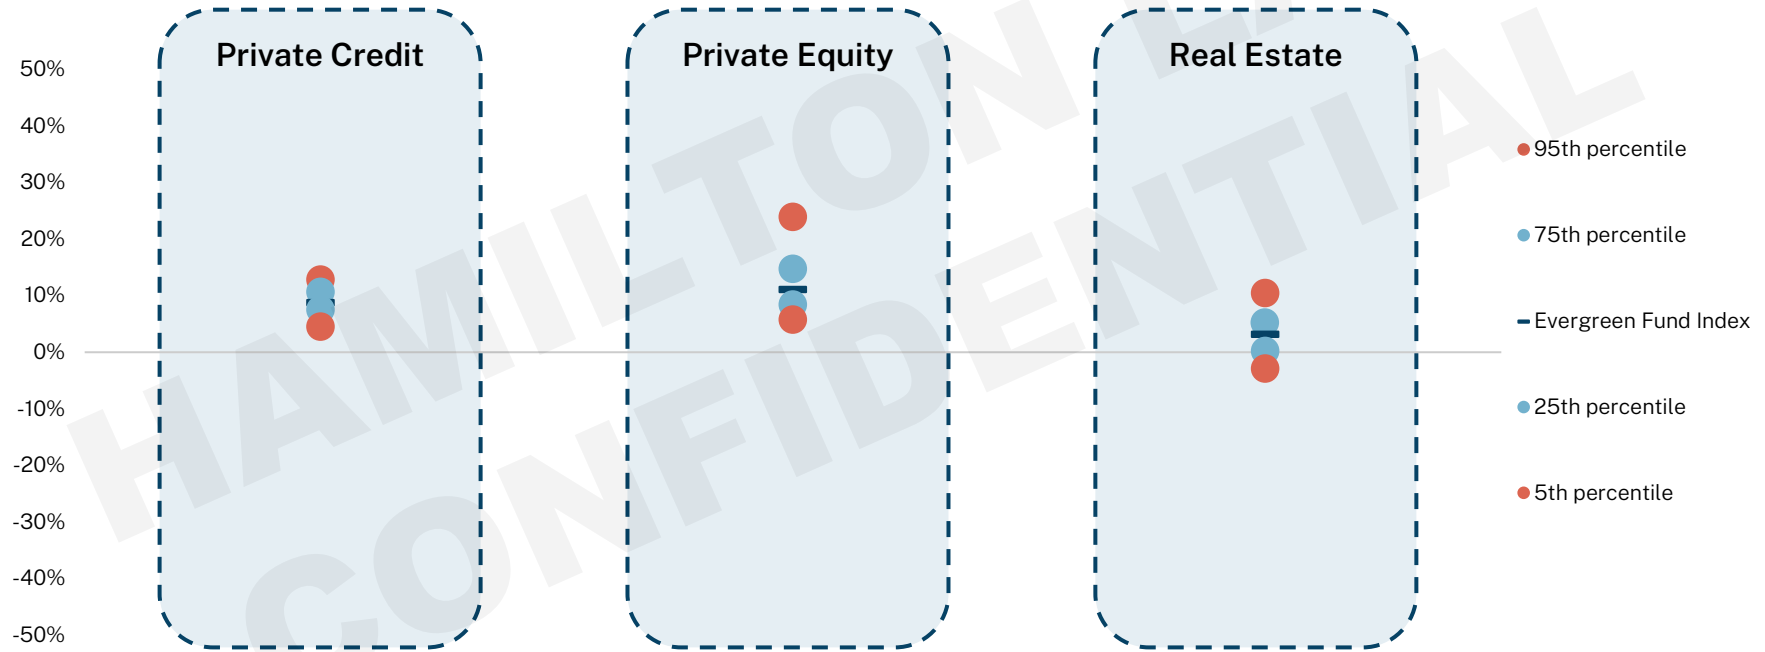 Private Credit
Private Equity
Real Estate
50%
40%
30%
20%
10%
0%
-10%
-20%
-30%
-40%
-50%
95th percentile
75th percentile
Evergreen Fund Index
25th percentile
5th percentile
HAMILTON
CONFIDENTIAL